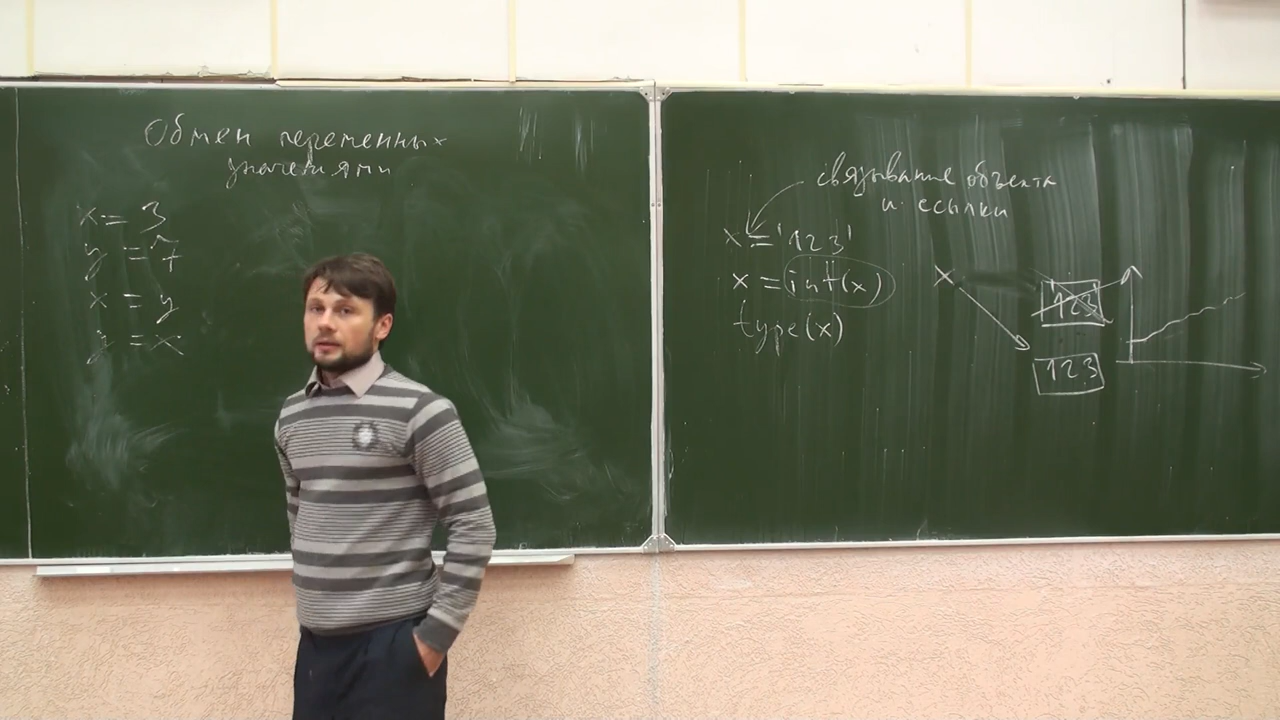 Обмен переменных
значениями
x = 3
y = 7
x = y
y = x
связывание объекта
и ссылки
x = '123'
x = int(x)
type(x)
x
123
123